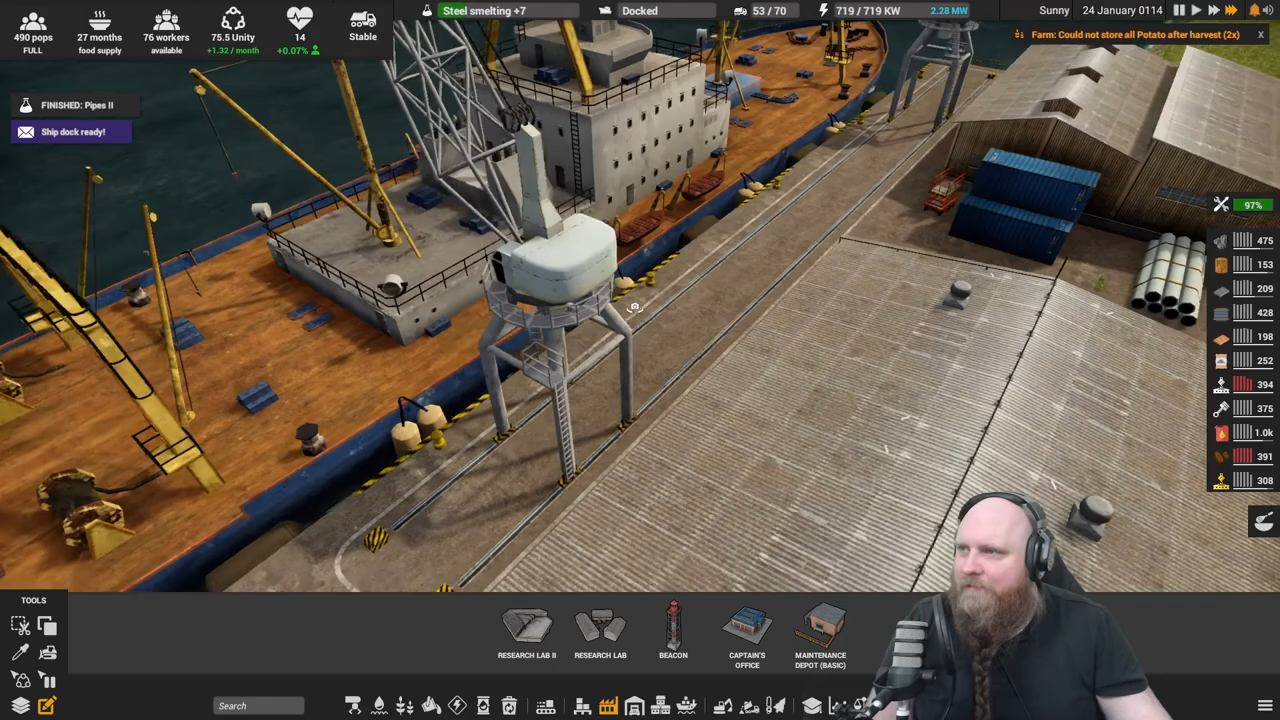 490 pops
FULL
27 months
food supply
76 workers
available
75.5 Unity
+1.32 / month
14
+0.07%
Stable
Steel smelting +7
Docked
53 / 70
719 / 719 KW
2.28 MW
Sunny
24 January 0114
Farm: Could not store all Potato after harvest (2x)
X
FINISHED: Pipes II
Ship dock ready!
97%
475
153
209
428
198
252
394
375
1.0k
391
308
TOOLS
RESEARCH LAB II
RESEARCH LAB
BEACON
CAPTAIN'S
OFFICE
MAINTENANCE
DEPOT (BASIC)
Search